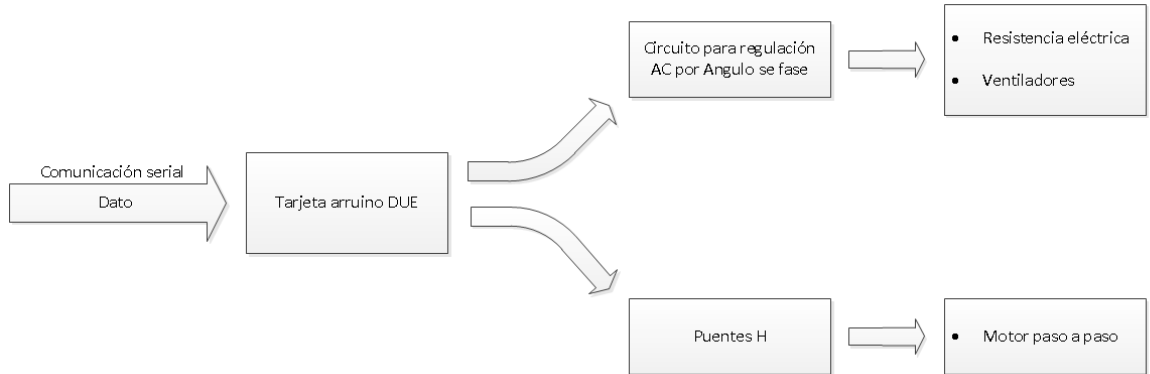 Comunicación serial
Dato
Tarjeta arruino DUE
Circuito para regulación
AC por Angulo se fase
• Resistencia eléctrica
• Ventiladores
Puentes H
• Motor paso a paso